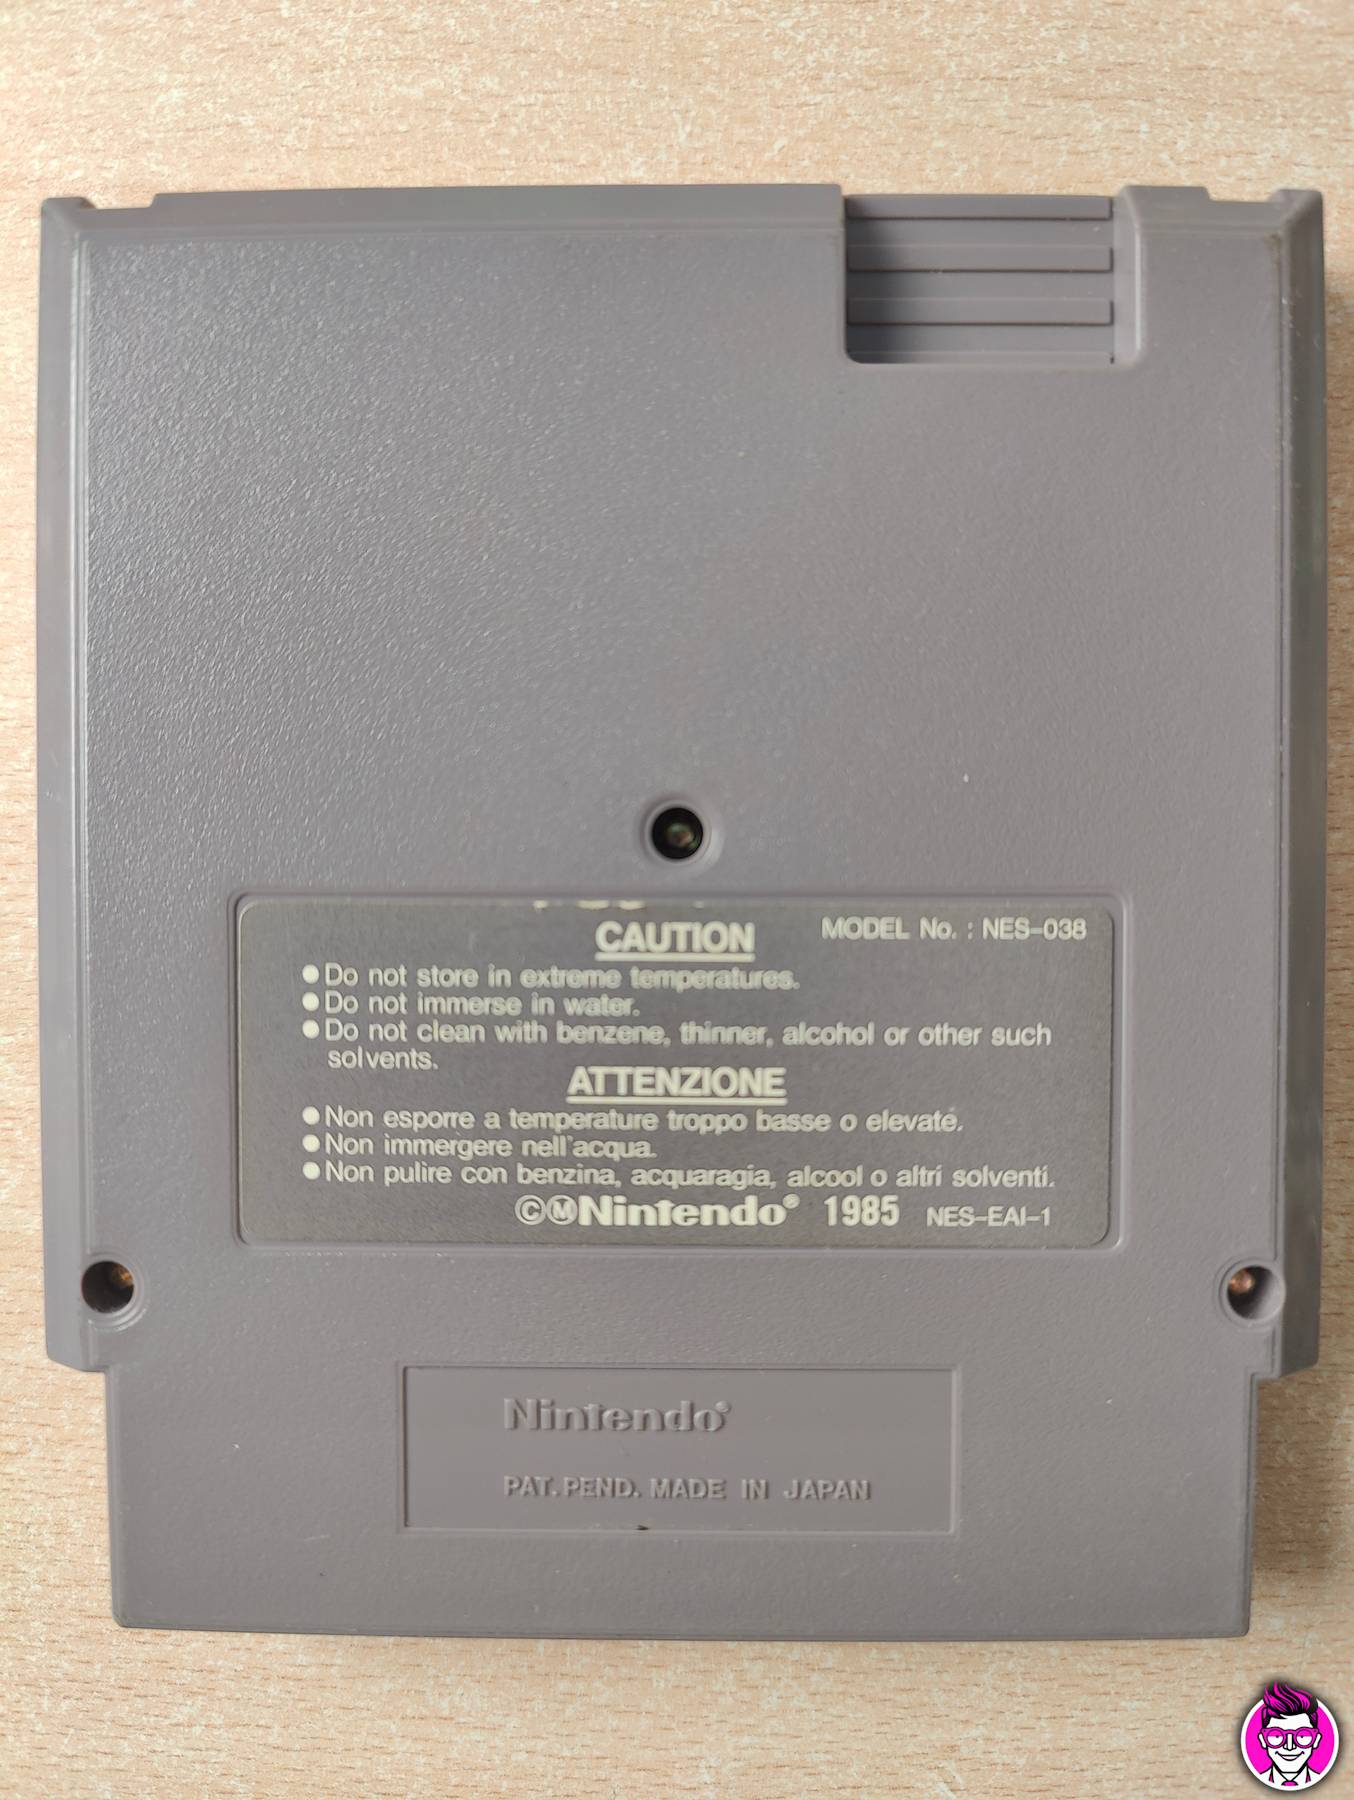 CAUTION MODEL No. : NES-038
●Do not store in extreme temperatures.
●Do not immerse in water.
●Do not clean with benzene, thinner, alcohol or other such
solvents.
ATTENZIONE
●Non esporre a temperature troppo basse o elevate.
●Non immergere nell'acqua.
●Non pulire con benzina, acquaragia, alcool o altri solventi.
©ⓂNintendo® 1985 NES-EAI-1
Nintendo®
PAT. PEND. MADE IN JAPAN